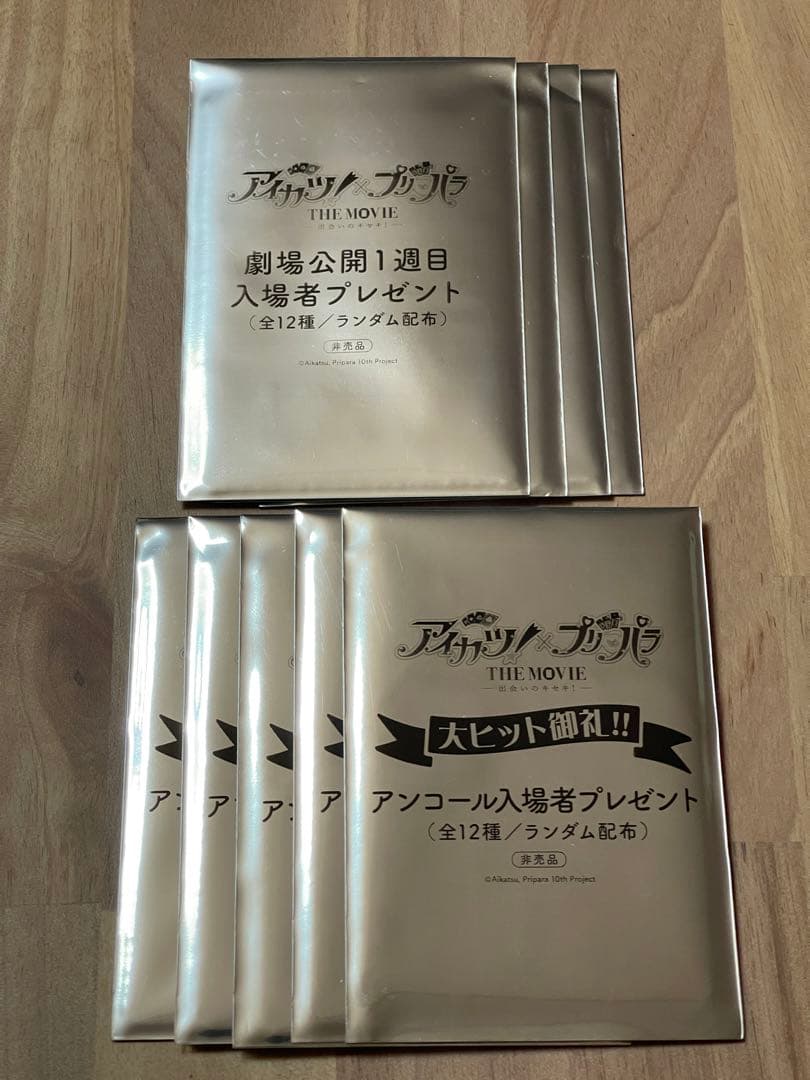 アイカツ!×プリパラ
THE MOVIE
―出会いのキセキ!―
劇場公開1週目
入場者プレゼント
(全12種/ランダム配布)
非売品
©Aikatsu, Pripara 10th Project
アイカツ!×プリパラ
THE MOVIE
―出会いのキセキ!―
大ヒット御礼!!
ア
ア
ア
ア
アンコール入場者プレゼント
(全12種/ランダム配布)
非売品
©Aikatsu, Pripara 10th Project